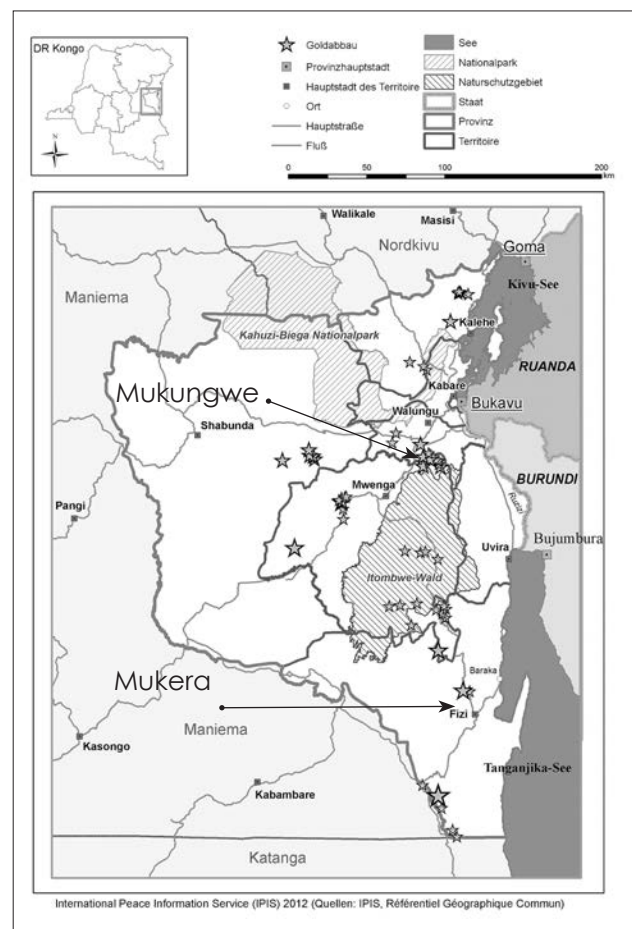 DR Kongo
N
Goldabbau
Provinzhauptstadt
Hauptstadt des Territoire
Ort
Hauptstraße
Fluß
See
Nationalpark
Naturschutzgebiet
Staat
Provinz
Territoire
0 50 100 200
km
Walikale
Masisi
Nordkivu
Goma
Maniema
Kivu-See
Kahuzi-Biega Nationalpark
Kalehe
RUANDA
Mukungwe
Kabare
Bukavu
Walungu
Shabunda
BURUNDI
Mwenga
Pangi
Rusizi
Uvira
Bujumbura
Itombwe-Wald
Mukera
Baraka
Fizi
Maniema
Kasongo
Tanganjika-See
Kabambare
Katanga
International Peace Information Service (IPIS) 2012 (Quellen: IPIS, Référentiel Géographique Commun)